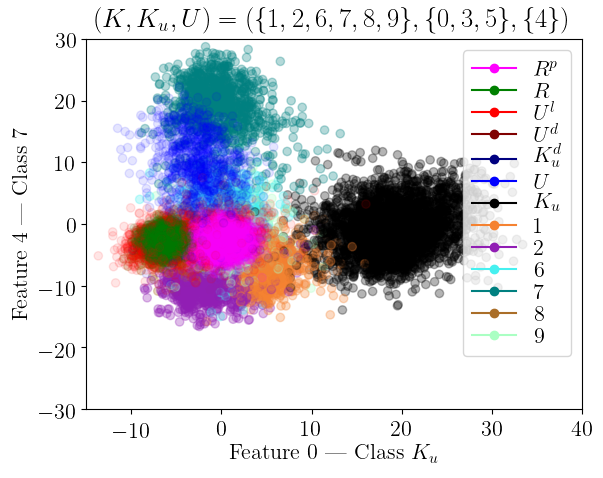 (K, K_u, U) = ({1, 2, 6, 7, 8, 9}, {0, 3, 5}, {4})
30
20
10
0
−10
−20
−30
Feature 4 — Class 7
−10 0 10 20 30 40
Feature 0 — Class K_u
R^p
R
U^l
U^d
K_u^d
U
K_u
1
2
6
7
8
9